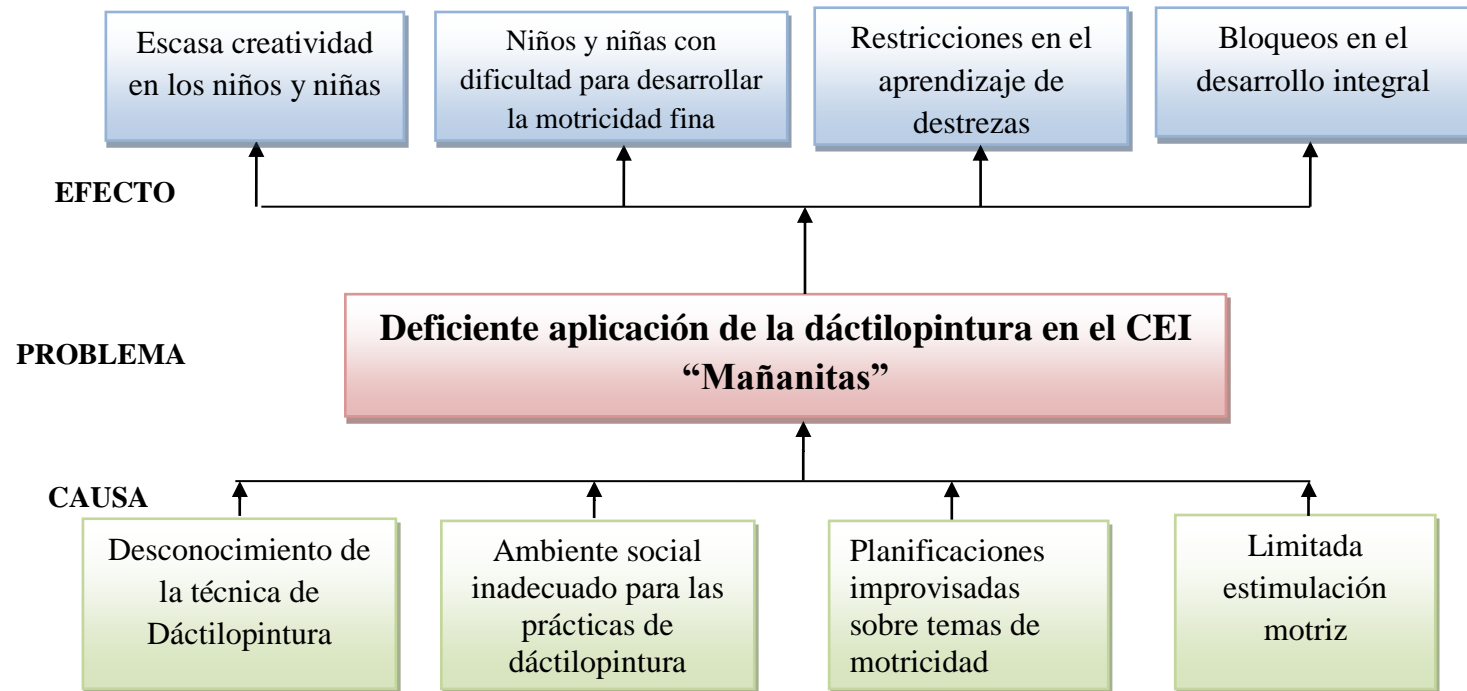 Escasa creatividad
en los niños y niñas
Niños y niñas con
dificultad para desarrollar
la motricidad fina
Restricciones en el
aprendizaje de
destrezas
Bloqueos en el
desarrollo integral
EFECTO
Deficiente aplicación de la dáctilopintura en el CEI
“Mañanitas”
PROBLEMA
CAUSA
Desconocimiento de
la técnica de
Dáctilopintura
Ambiente social
inadecuado para las
prácticas de
dáctilopintura
Planificaciones
improvisadas
sobre temas de
motricidad
Limitada
estimulación
motriz